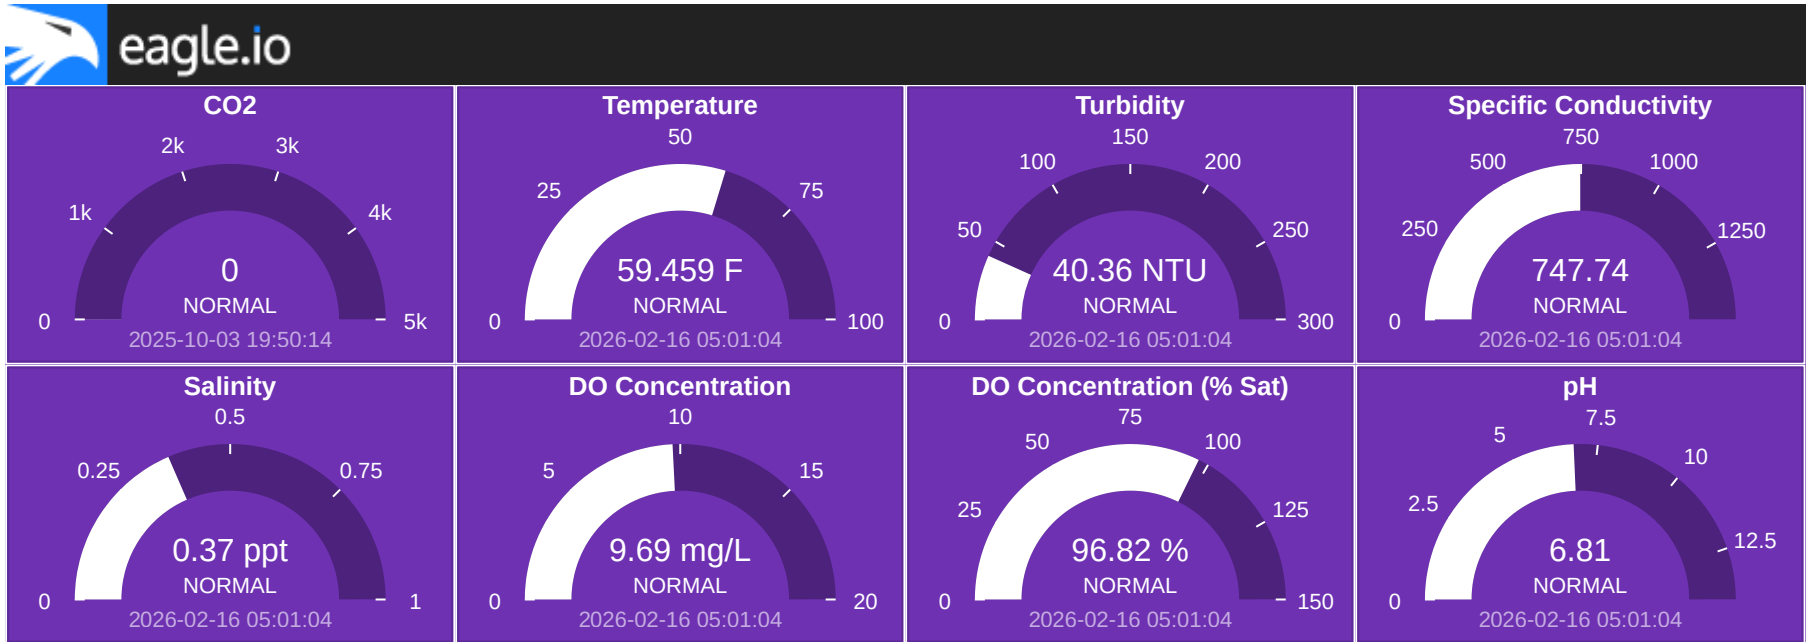 eagle.io
CO2
2k 3k
1k 4k
0
NORMAL
0 5k
2025-10-03 19:50:14
Temperature
50
25 75
59.459 F
NORMAL
0 100
2026-02-16 05:01:04
Turbidity
150
100 200
50 250
40.36 NTU
NORMAL
0 300
2026-02-16 05:01:04
Specific Conductivity
750
500 1000
250 1250
747.74
NORMAL
0
2026-02-16 05:01:04
Salinity
0.5
0.25 0.75
0.37 ppt
NORMAL
0 1
2026-02-16 05:01:04
DO Concentration
10
5 15
9.69 mg/L
NORMAL
0 20
2026-02-16 05:01:04
DO Concentration (% Sat)
75
50 100
25 125
96.82 %
NORMAL
0 150
2026-02-16 05:01:04
pH
7.5
5 10
2.5 12.5
6.81
NORMAL
0
2026-02-16 05:01:04